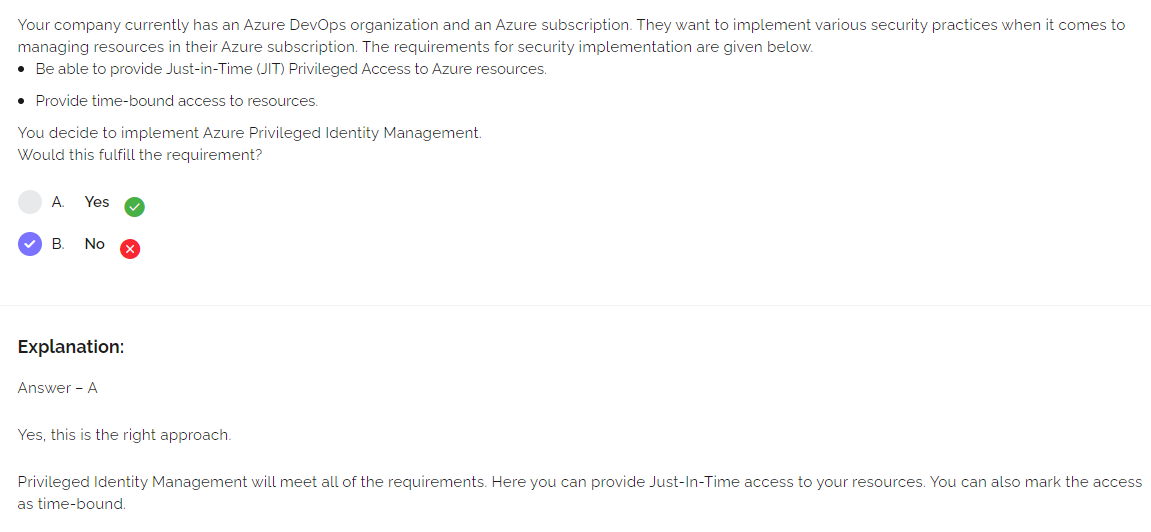 Your company currently has an Azure DevOps organization and an Azure subscription. They want to implement various security practices when it comes to
managing resources in their Azure subscription. The requirements for security implementation are given below.
• Be able to provide Just-in-Time (JIT) Privileged Access to Azure resources.
• Provide time-bound access to resources.
You decide to implement Azure Privileged Identity Management.
Would this fulfill the requirement?
A. Yes
B. No
Explanation:
Answer – A
Yes, this is the right approach.
Privileged Identity Management will meet all of the requirements. Here you can provide Just-In-Time access to your resources. You can also mark the access
as time-bound.